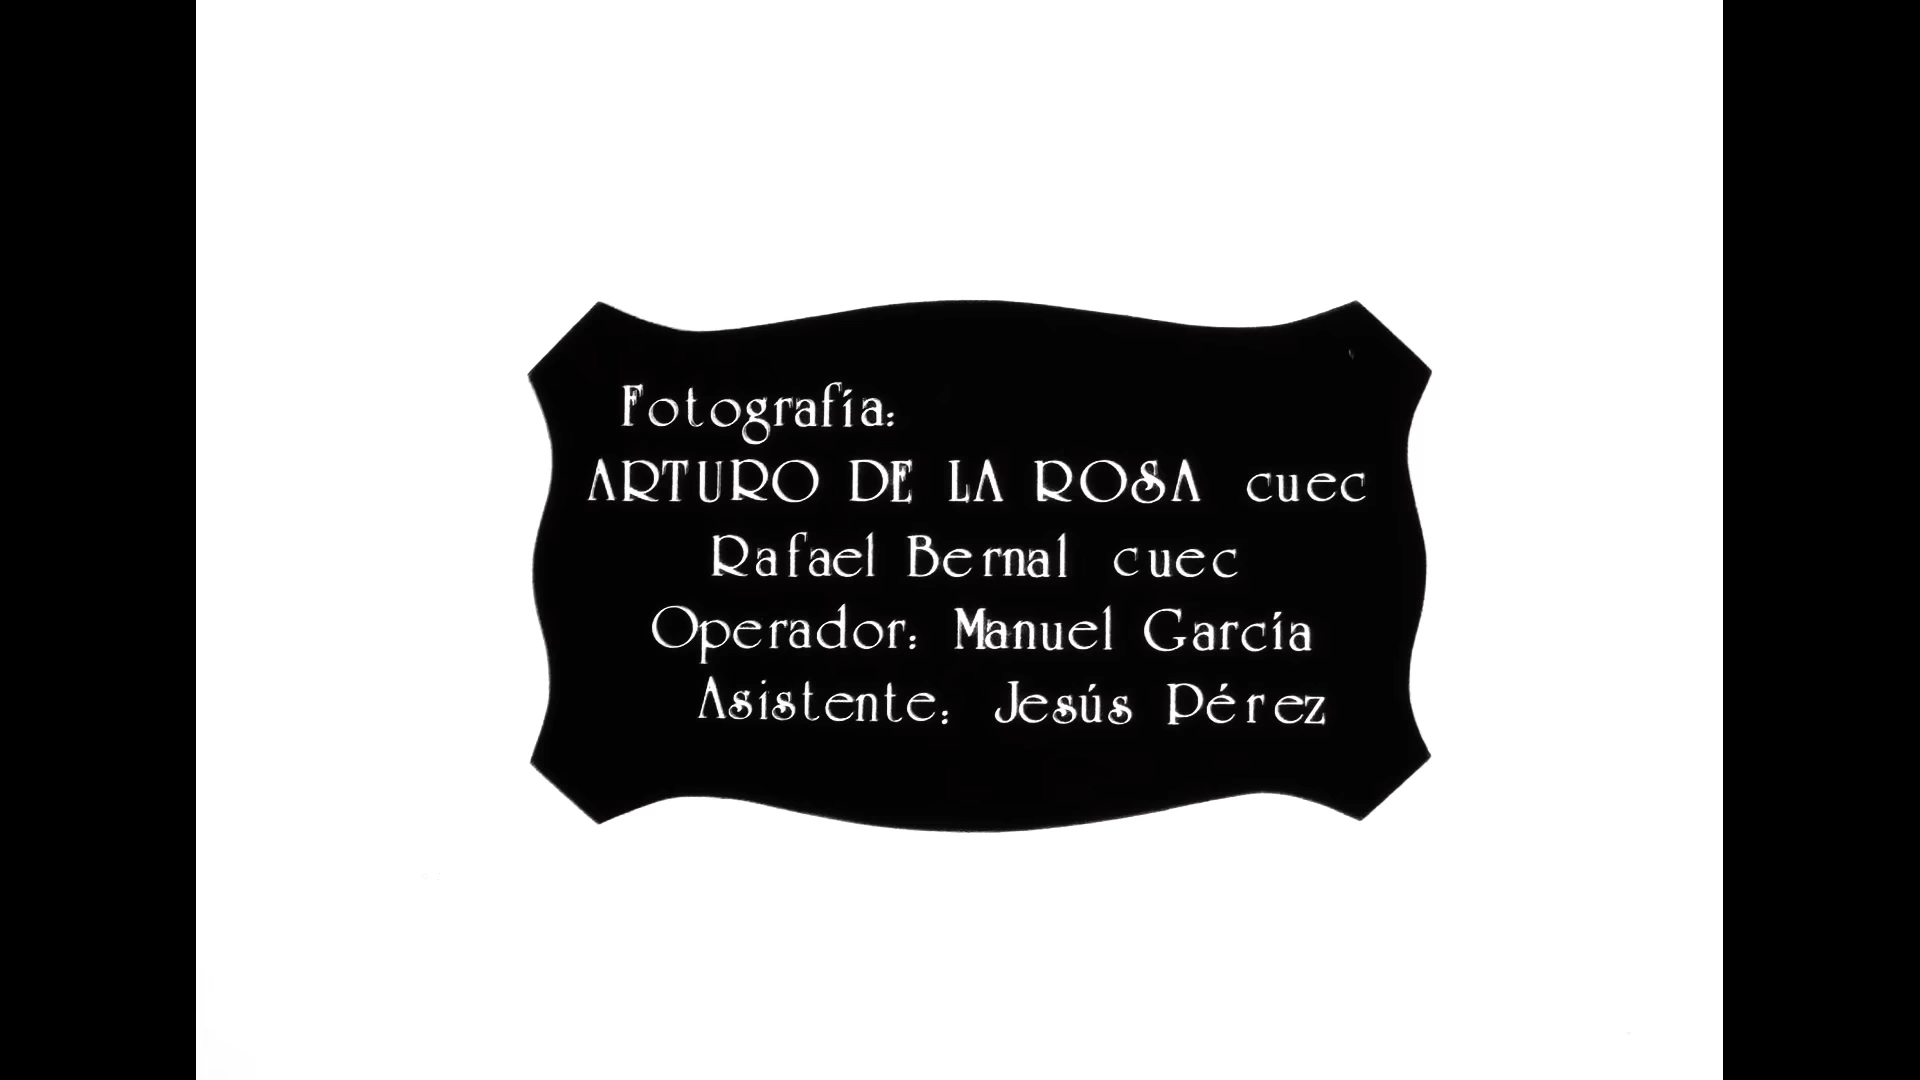 Fotografía:
ARTURO DE LA ROSA cuec
Rafael Bernal cuec
Operador: Manuel García
Asistente: Jesús Pérez